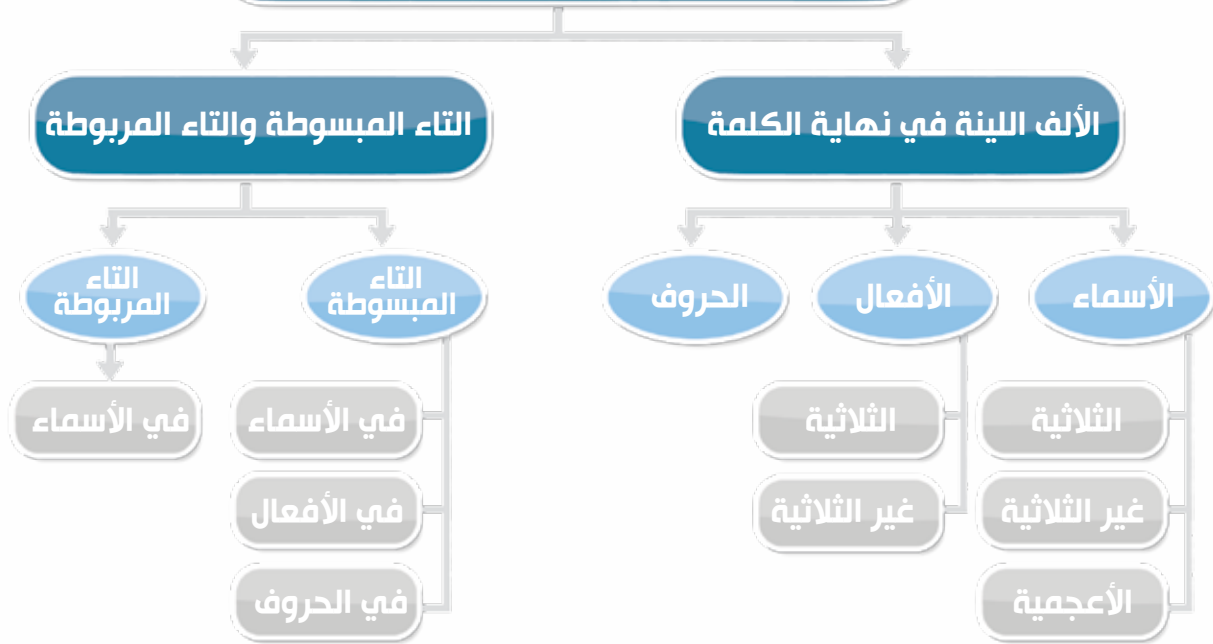 الألف اللينة في نهاية الكلمة
التاء المبسوطة والتاء المربوطة
الأسماء
الأفعال
الحروف
التاء
المبسوطة
التاء
المربوطة
الثلاثية
غير الثلاثية
الأعجمية
الثلاثية
غير الثلاثية
في الأسماء
في الأفعال
في الحروف
في الأسماء